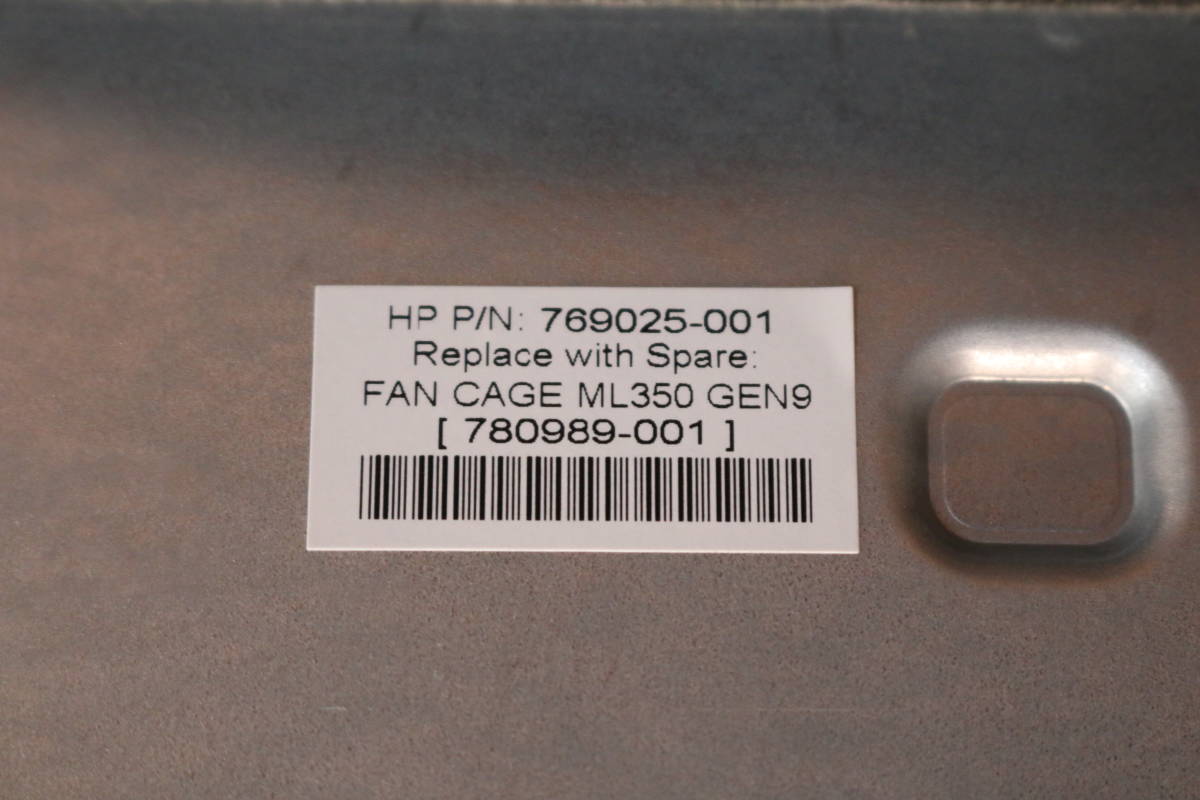 HP P/N: 769025-001
Replace with Spare:
FAN CAGE ML350 GEN9
[ 780989-001 ]